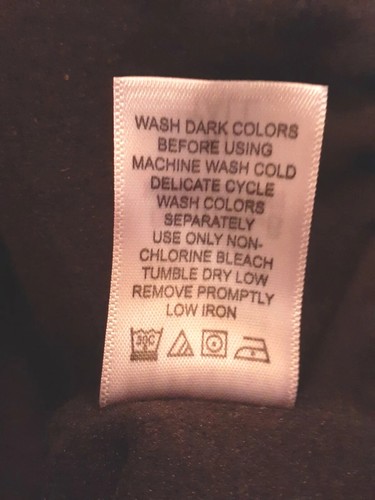 WASH DARK COLORS
BEFORE USING
MACHINE WASH COLD
DELICATE CYCLE
WASH COLORS
SEPARATELY
USE ONLY NON-
CHLORINE BLEACH
TUMBLE DRY LOW
REMOVE PROMPTLY
LOW IRON
30C